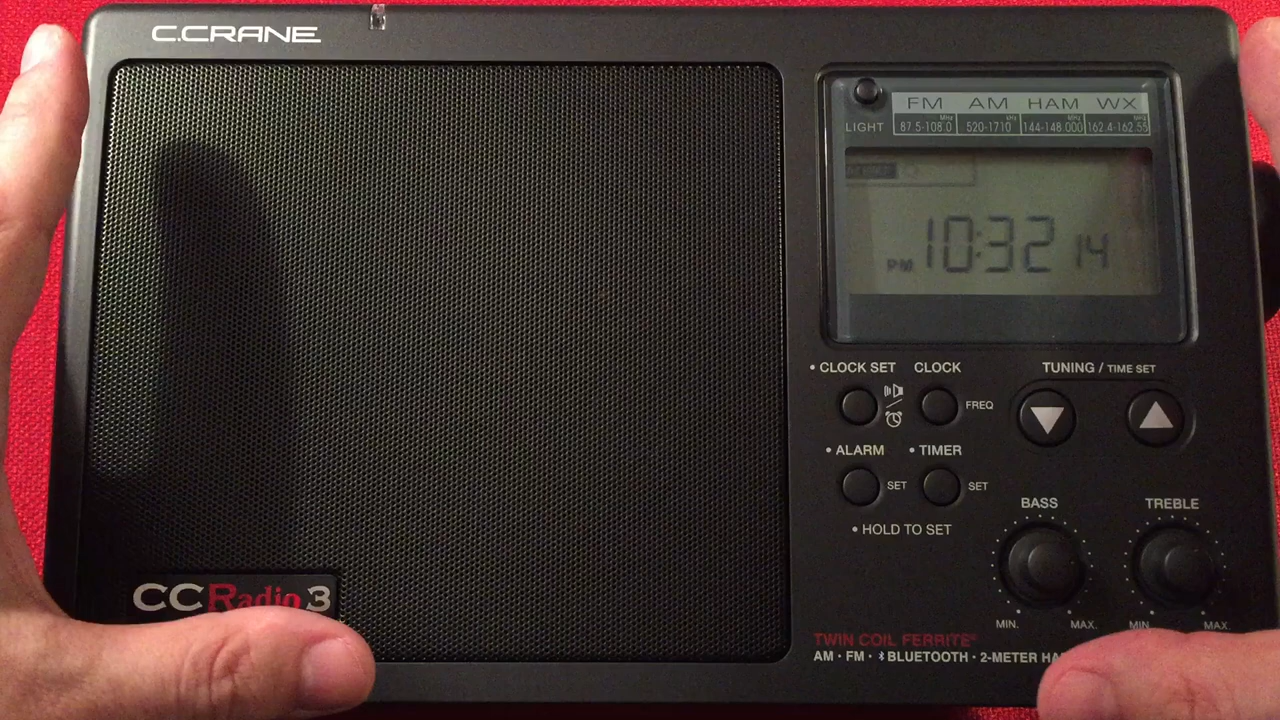 C.CRANE
FM AM HAM WX
MHz kHz MHz MHz
LIGHT 87.5-108.0 520-1710 144-148.000 162.4-162.55
PM 10:32 14
• CLOCK SET CLOCK TUNING / TIME SET
FREQ
• ALARM • TIMER
SET SET
BASS TREBLE
• HOLD TO SET
CCRadio 3
MIN. MAX. MIN. MAX.
TWIN COIL FERRITE®
AM • FM • BLUETOOTH • 2-METER